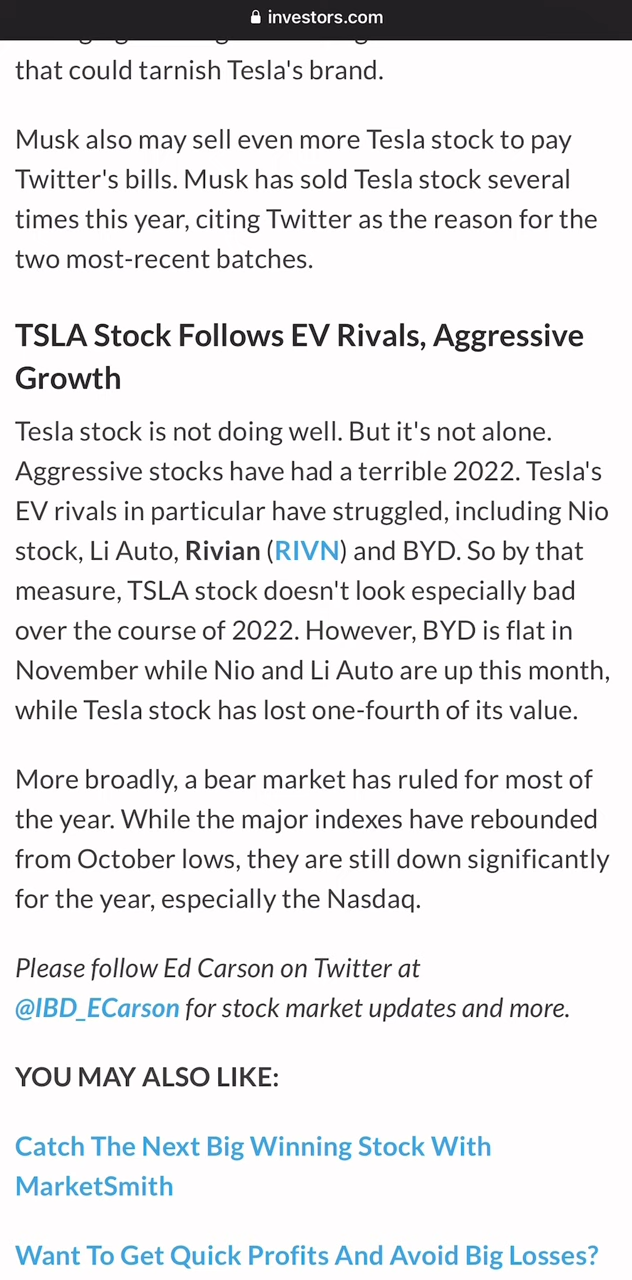 investors.com
that could tarnish Tesla's brand.
Musk also may sell even more Tesla stock to pay
Twitter's bills. Musk has sold Tesla stock several
times this year, citing Twitter as the reason for the
two most-recent batches.
TSLA Stock Follows EV Rivals, Aggressive
Growth
Tesla stock is not doing well. But it's not alone.
Aggressive stocks have had a terrible 2022. Tesla's
EV rivals in particular have struggled, including Nio
stock, Li Auto, Rivian (RIVN) and BYD. So by that
measure, TSLA stock doesn't look especially bad
over the course of 2022. However, BYD is flat in
November while Nio and Li Auto are up this month,
while Tesla stock has lost one-fourth of its value.
More broadly, a bear market has ruled for most of
the year. While the major indexes have rebounded
from October lows, they are still down significantly
for the year, especially the Nasdaq.
Please follow Ed Carson on Twitter at
@IBD_ECarson for stock market updates and more.
YOU MAY ALSO LIKE:
Catch The Next Big Winning Stock With
MarketSmith
Want To Get Quick Profits And Avoid Big Losses?